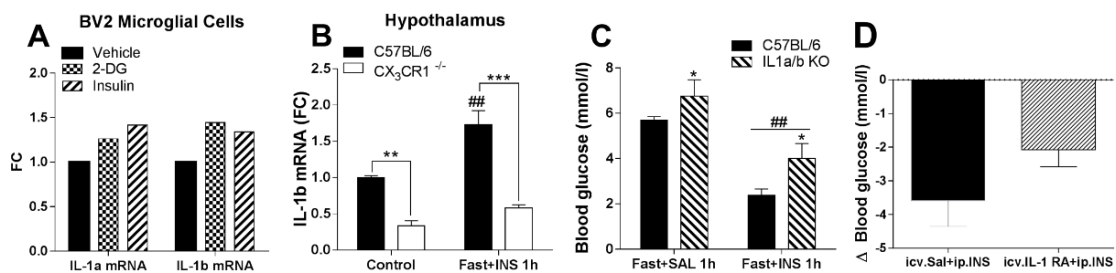 A
BV2 Microglial Cells
Vehicle
2-DG
Insulin
FC
2.0
1.5
1.0
0.5
0.0
IL-1a mRNA
IL-1b mRNA
B
Hypothalamus
C57BL/6
CX3CR1 -/-
IL-1b mRNA (FC)
2.5
2.0
1.5
1.0
0.5
0.0
**
##
***
Control
Fast+INS 1h
C
C57BL/6
IL1a/b KO
Blood glucose (mmol/l)
8
6
4
2
0
*
##
*
Fast+SAL 1h
Fast+INS 1h
D
Δ Blood glucose (mmol/l)
0
-1
-2
-3
-4
-5
icv.Sal+ip.INS
icv.IL-1 RA+ip.INS